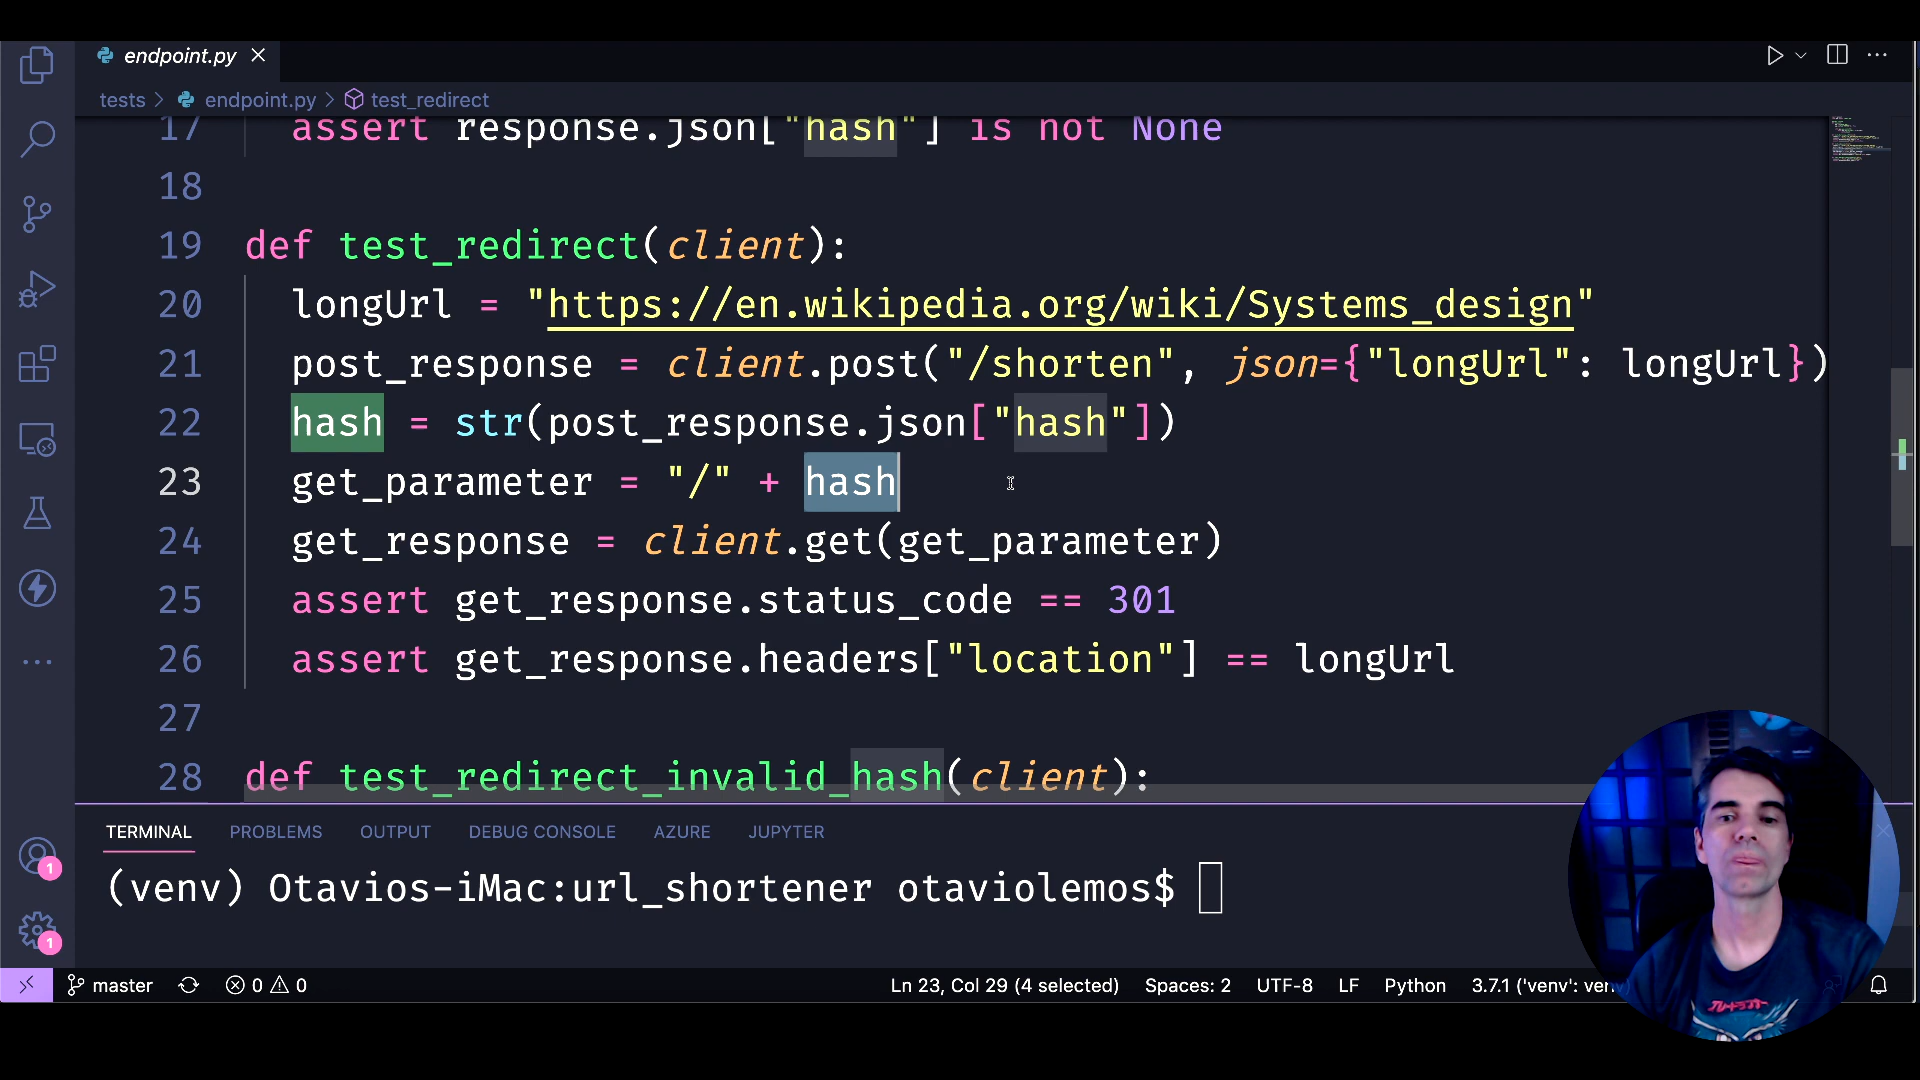 endpoint.py
tests > endpoint.py > test_redirect
17 assert response.json["hash"] is not None
18
19 def test_redirect(client):
20 longUrl = "https://en.wikipedia.org/wiki/Systems_design"
21 post_response = client.post("/shorten", json={"longUrl": longUrl})
22 hash = str(post_response.json["hash"])
23 get_parameter = "/" + hash
24 get_response = client.get(get_parameter)
25 assert get_response.status_code == 301
26 assert get_response.headers["location"] == longUrl
27
28 def test_redirect_invalid_hash(client):
TERMINAL PROBLEMS OUTPUT DEBUG CONSOLE AZURE JUPYTER
(venv) Otavios-iMac:url_shortener otaviolemos$
1
1
master 0 0 Ln 23, Col 29 (4 selected) Spaces: 2 UTF-8 LF Python 3.7.1 ('venv':